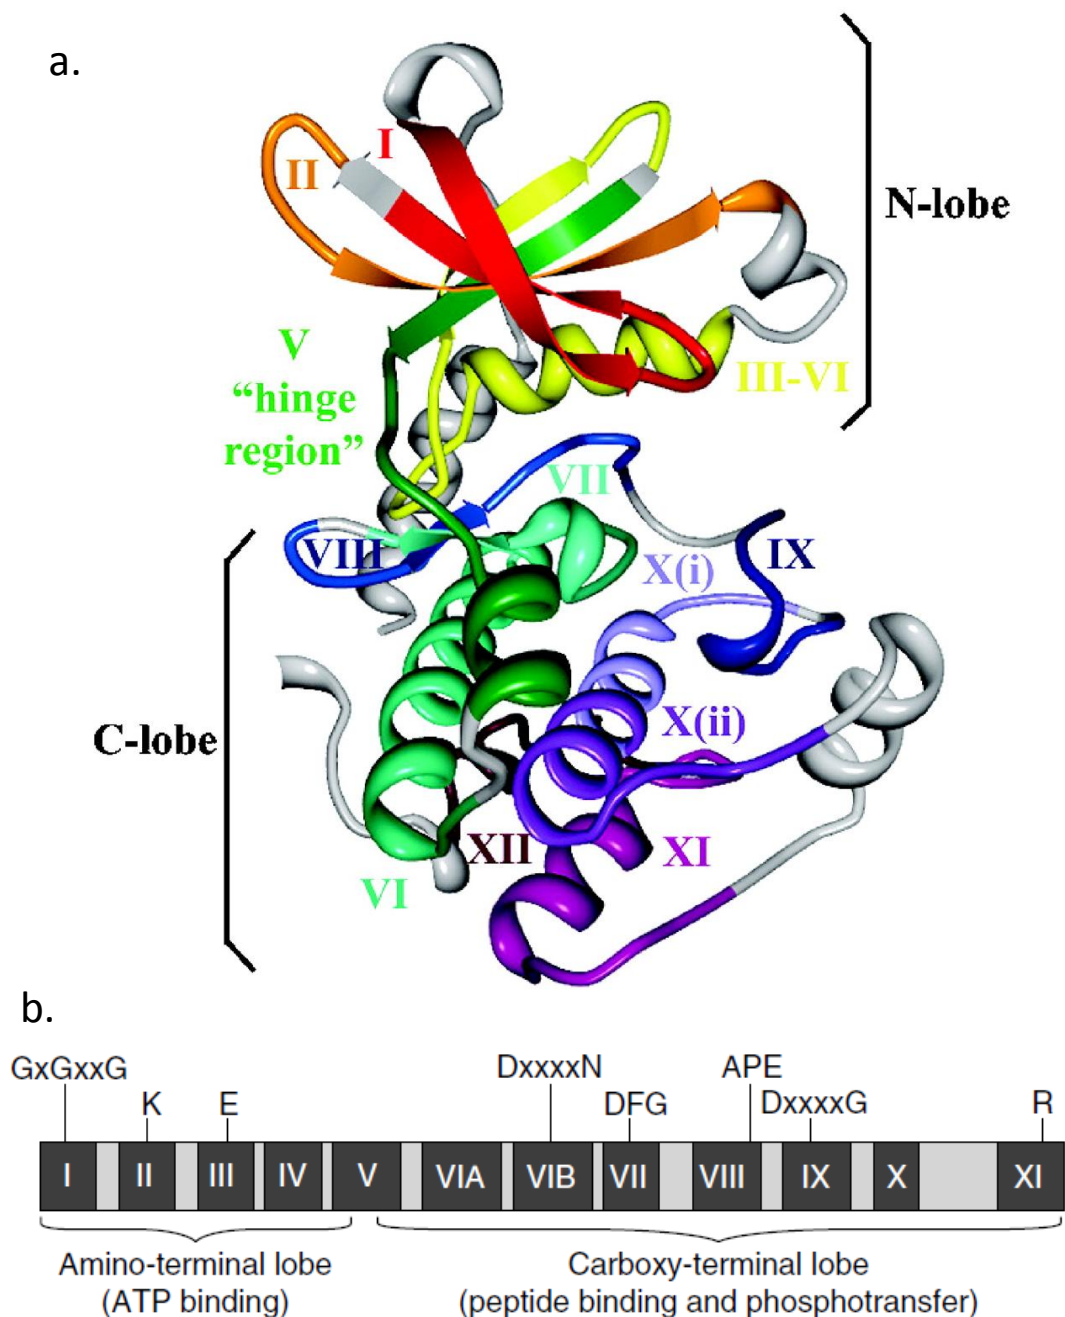 a.
I
II
N-lobe
V
“hinge
region”
III-VI
VII
VIII
X(i)
IX
C-lobe
X(ii)
XII
XI
VI
b.
GxGxxG
K
E
DxxxxN
DFG
APE
DxxxxG
R
I II III IV V VIA VIB VII VIII IX X XI
Amino-terminal lobe
(ATP binding)
Carboxy-terminal lobe
(peptide binding and phosphotransfer)